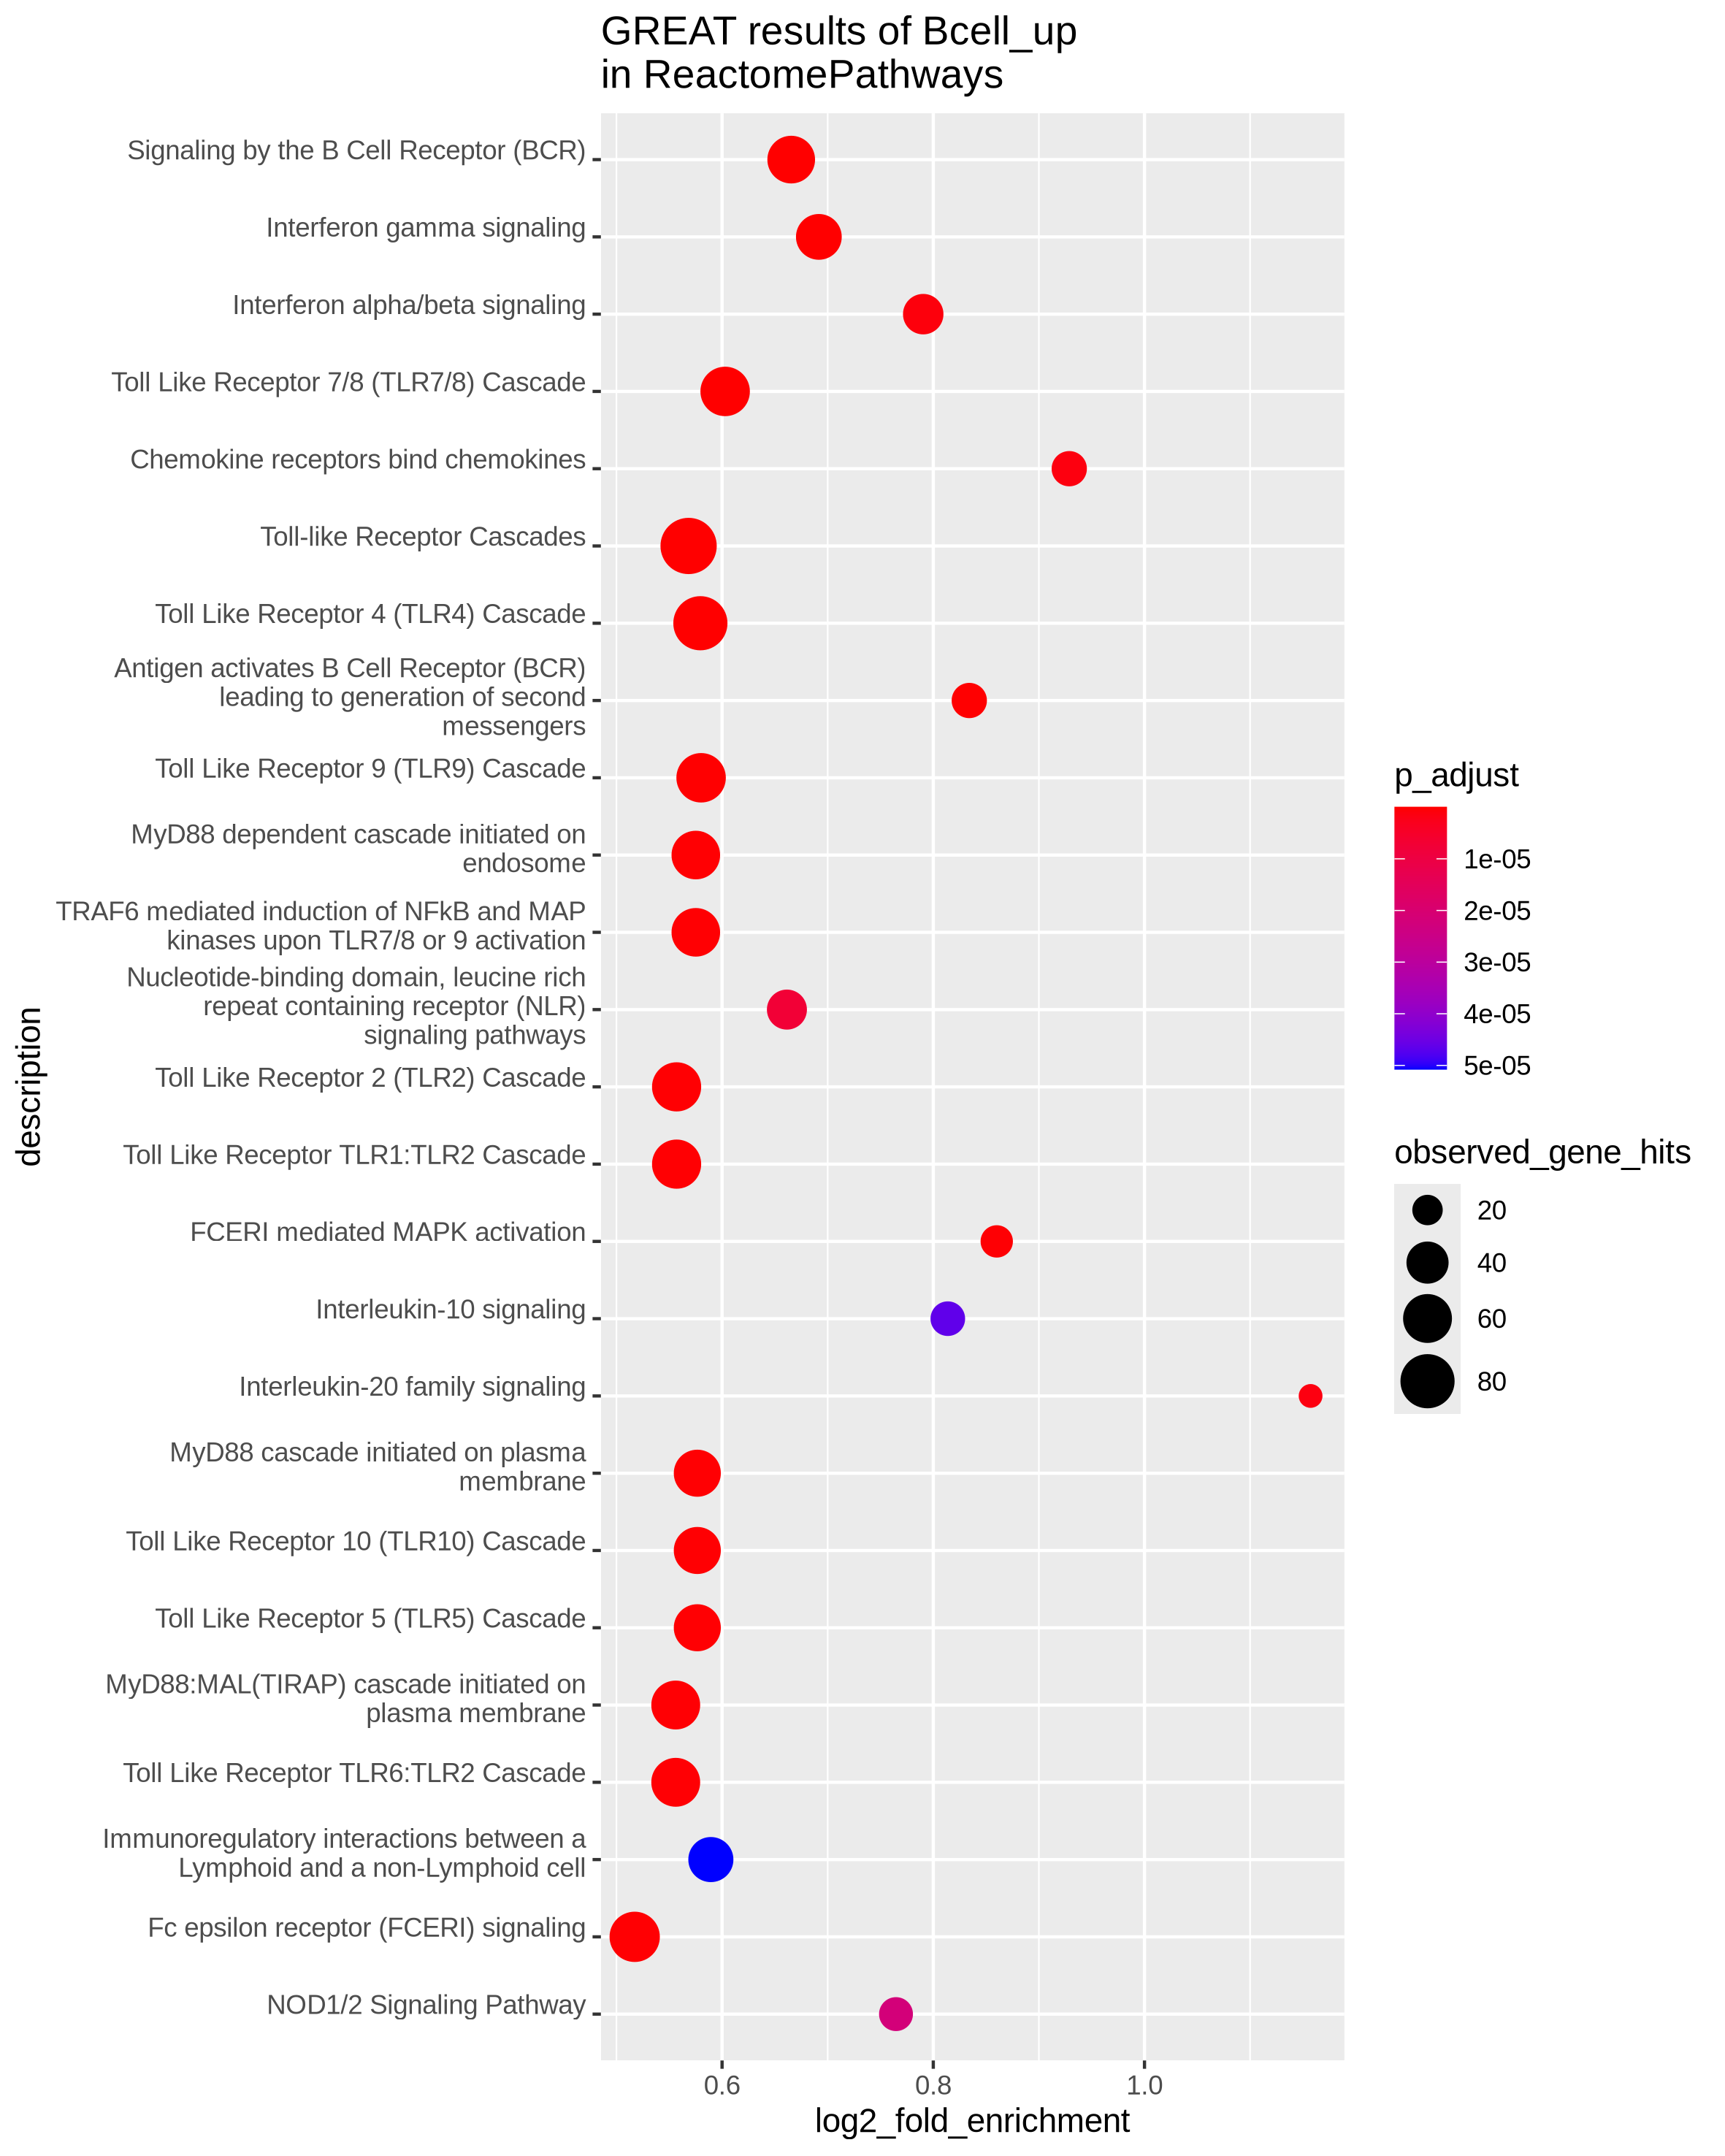 GREAT results of Bcell_up
in ReactomePathways
Signaling by the B Cell Receptor (BCR)
Interferon gamma signaling
Interferon alpha/beta signaling
Toll Like Receptor 7/8 (TLR7/8) Cascade
Chemokine receptors bind chemokines
Toll-like Receptor Cascades
Toll Like Receptor 4 (TLR4) Cascade
Antigen activates B Cell Receptor (BCR)
leading to generation of second
messengers
Toll Like Receptor 9 (TLR9) Cascade
MyD88 dependent cascade initiated on
endosome
TRAF6 mediated induction of NFkB and MAP
kinases upon TLR7/8 or 9 activation
Nucleotide-binding domain, leucine rich
repeat containing receptor (NLR)
signaling pathways
Toll Like Receptor 2 (TLR2) Cascade
Toll Like Receptor TLR1:TLR2 Cascade
FCERI mediated MAPK activation
Interleukin-10 signaling
Interleukin-20 family signaling
MyD88 cascade initiated on plasma
membrane
Toll Like Receptor 10 (TLR10) Cascade
Toll Like Receptor 5 (TLR5) Cascade
MyD88:MAL(TIRAP) cascade initiated on
plasma membrane
Toll Like Receptor TLR6:TLR2 Cascade
Immunoregulatory interactions between a
Lymphoid and a non-Lymphoid cell
Fc epsilon receptor (FCERI) signaling
NOD1/2 Signaling Pathway
description
0.6
0.8
1.0
log2_fold_enrichment
p_adjust
1e-05
2e-05
3e-05
4e-05
5e-05
observed_gene_hits
20
40
60
80